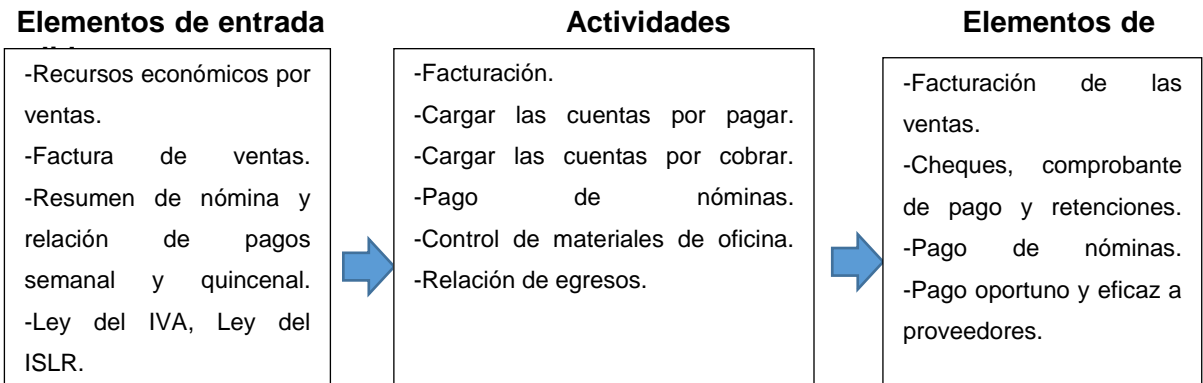 Elementos de entrada
-Recursos económicos por
ventas.
-Factura de ventas.
-Resumen de nómina y
relación de pagos
semanal y quincenal.
-Ley del IVA, Ley del
ISLR.
Actividades
-Facturación.
-Cargar las cuentas por pagar.
-Cargar las cuentas por cobrar.
-Pago de nóminas.
-Control de materiales de oficina.
-Relación de egresos.
Elementos de
-Facturación de las
ventas.
-Cheques, comprobante
de pago y retenciones.
-Pago de nóminas.
-Pago oportuno y eficaz a
proveedores.